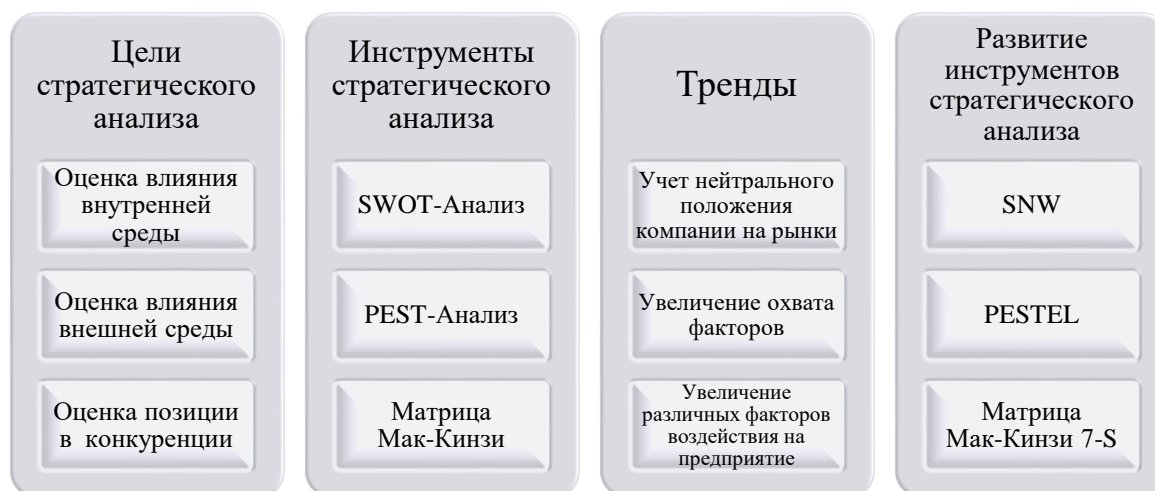 Цели
стратегического
анализа
Оценка влияния
внутренней
среды
Оценка влияния
внешней среды
Оценка позиции
в конкуренции
Инструменты
стратегического
анализа
SWOT-Анализ
PEST-Анализ
Матрица
Мак-Кинзи
Тренды
Учет нейтрального
положения
компании на рынки
Увеличение охвата
факторов
Увеличение
различных факторов
воздействия на
предприятие
Развитие
инструментов
стратегического
анализа
SNW
PESTEL
Матрица
Мак-Кинзи 7-S